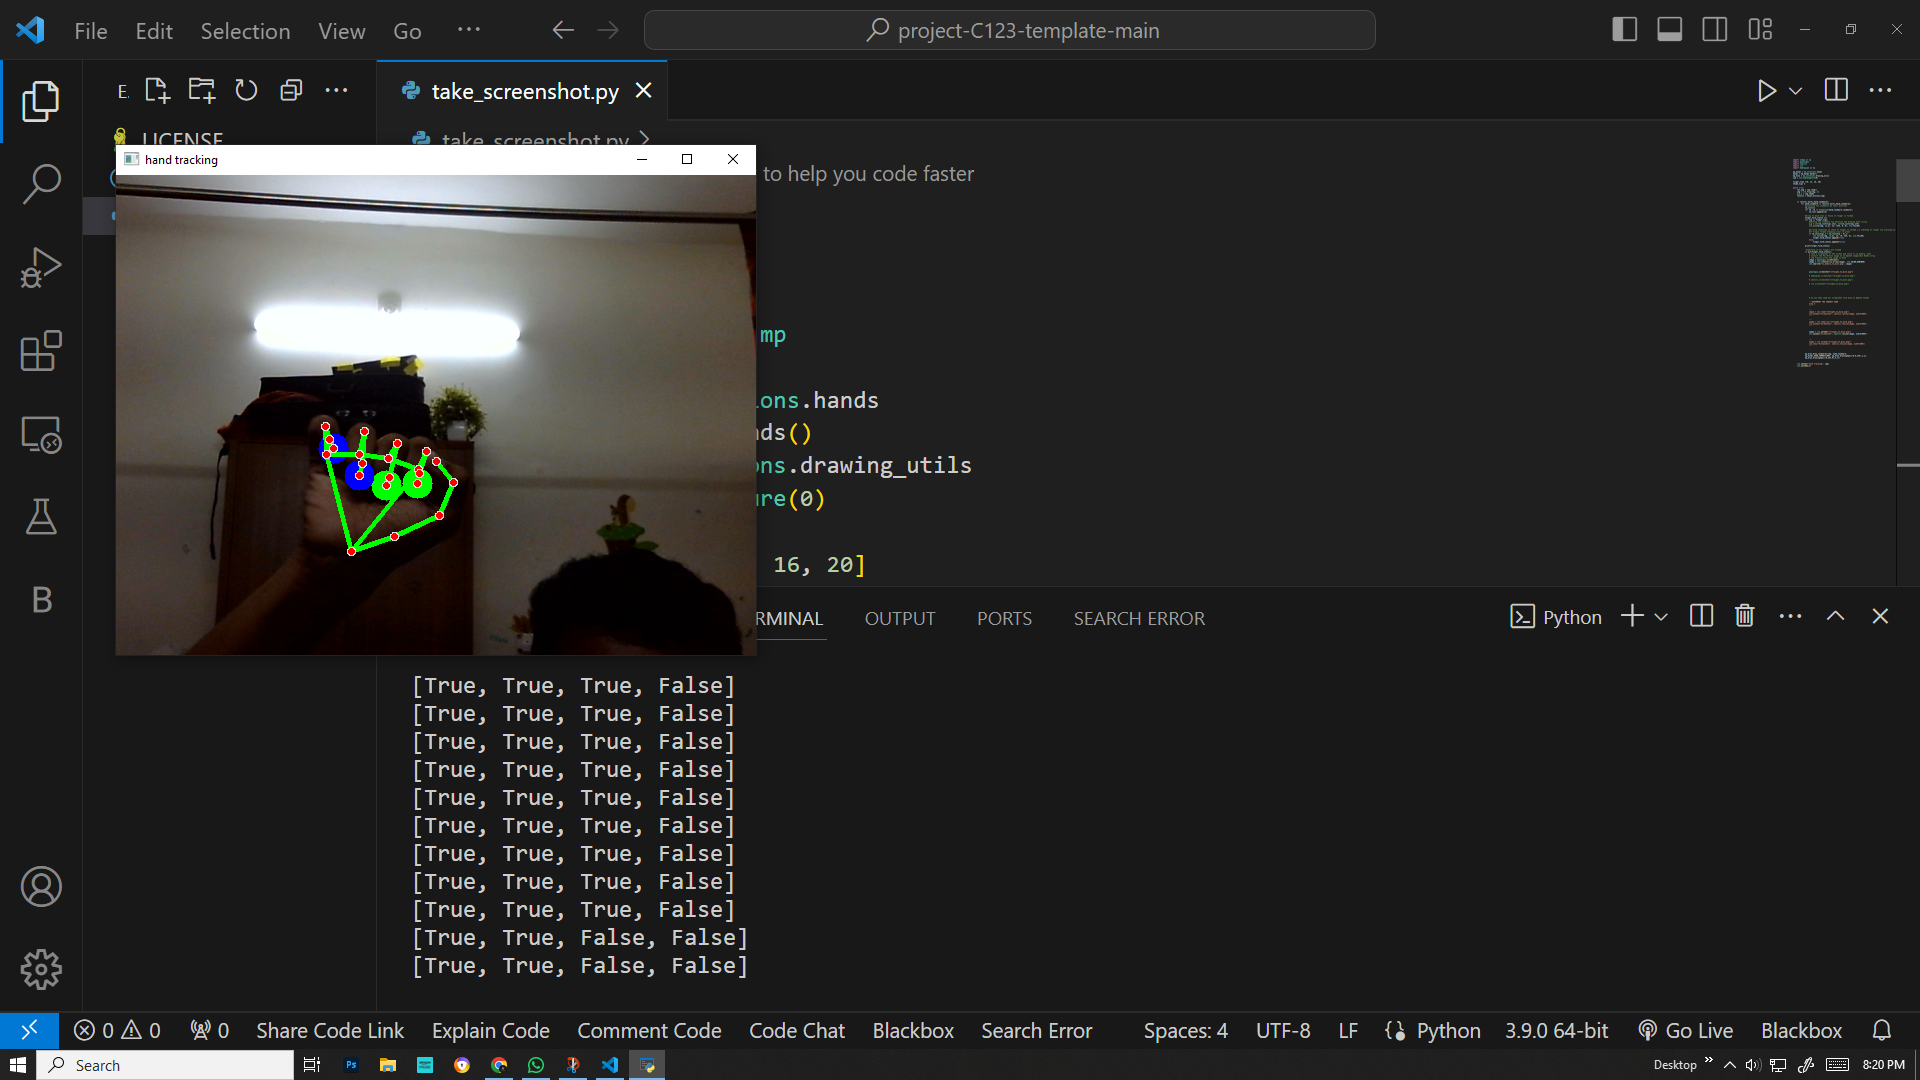 File Edit Selection View Go
project-C123-template-main
E.
take_screenshot.py
LICENSE
take_screenshot.py
hand tracking
to help you code faster
mp
ons.hands
nds()
ons.drawing_utils
ure(0)
16, 20]
RMINAL OUTPUT PORTS SEARCH ERROR
Python
[True, True, True, False]
[True, True, True, False]
[True, True, True, False]
[True, True, True, False]
[True, True, True, False]
[True, True, True, False]
[True, True, True, False]
[True, True, True, False]
[True, True, True, False]
[True, True, False, False]
[True, True, False, False]
B
0 0 0 Share Code Link Explain Code Comment Code Code Chat Blackbox Search Error Spaces: 4 UTF-8 LF Python 3.9.0 64-bit Go Live Blackbox
Search
Ps
Desktop
8:20 PM